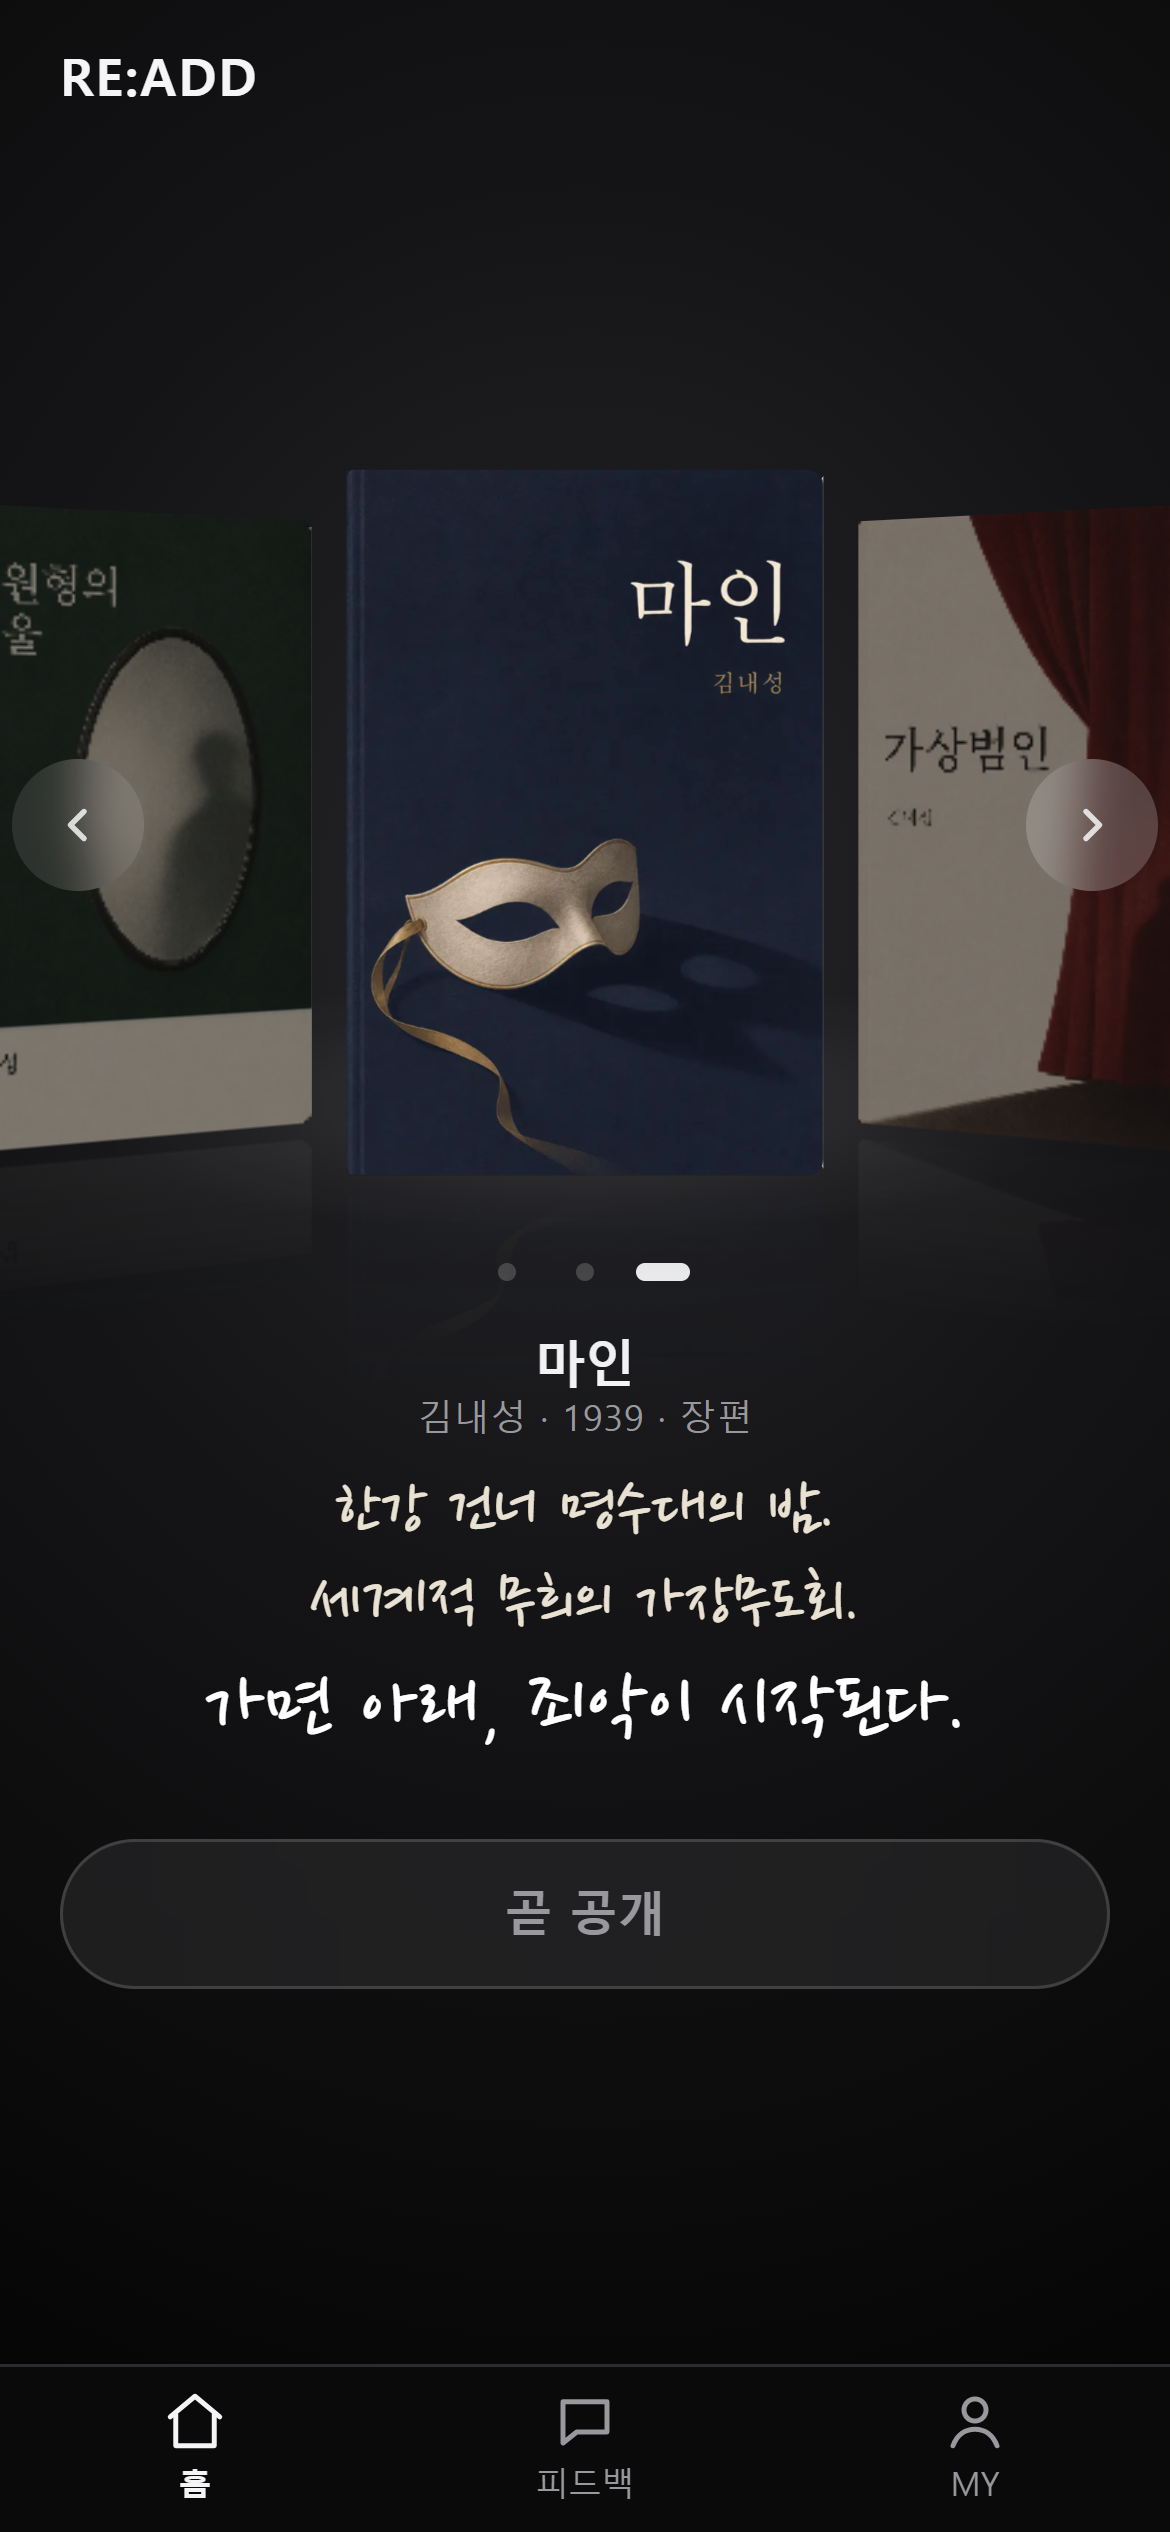 RE:ADD
원형의
울
마인
김내성
가상범인
한강 건너 명수대의 밤.
세계적 무희의 가장무도회.
가면 아래, 죄악이 시작된다.
마인
김내성 · 1939 · 장편
곧 공개
홈
피드백
MY